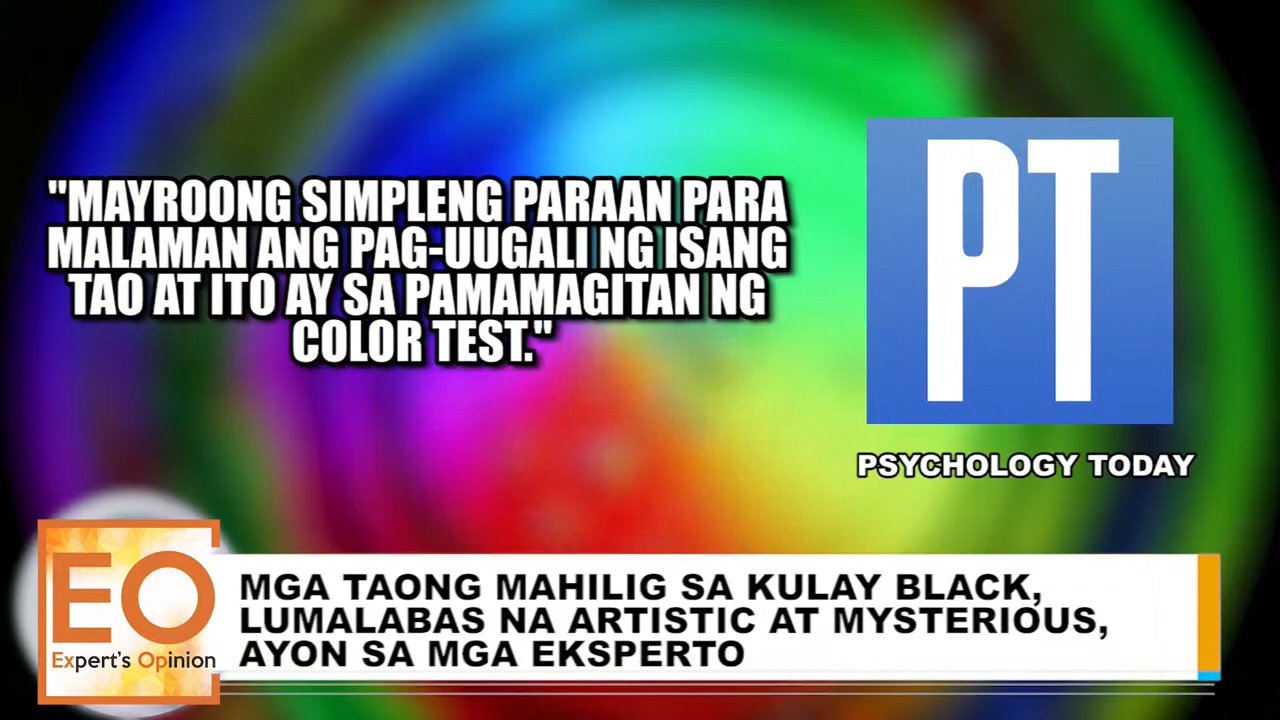 "MAYROONG SIMPLENG PARAAN PARA
MALAMAN ANG PAG-UUGALI NG ISANG
TAO AT ITO AY SA PAMAMAGITAN NG
COLOR TEST."
PT
PSYCHOLOGY TODAY
EO
Expert's Opinion
MGA TAONG MAHILIG SA KULAY BLACK,
LUMALABAS NA ARTISTIC AT MYSTERIOUS,
AYON SA MGA EKSPERTO